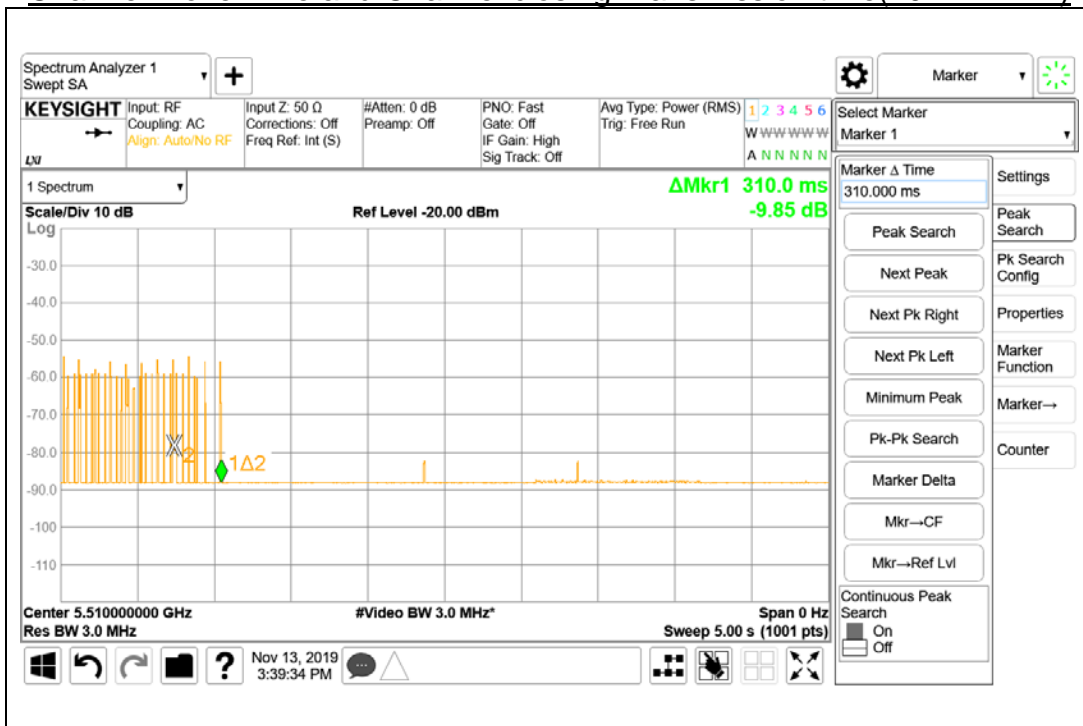 Spectrum Analyzer 1
Swept SA
Marker
KEYSIGHT
LXI
Input: RF
Coupling: AC
Align: Auto/No RF
Input Z: 50 Ω
Corrections: Off
Freq Ref: Int (S)
#Atten: 0 dB
Preamp: Off
PNO: Fast
Gate: Off
IF Gain: High
Sig Track: Off
Avg Type: Power (RMS)
Trig: Free Run
1 2 3 4 5 6
W W W W W W
A N N N N N
Select Marker
Marker 1
1 Spectrum
ΔMkr1 310.0 ms
-9.85 dB
Scale/Div 10 dB
Ref Level -20.00 dBm
Log
-30.0
-40.0
-50.0
-60.0
-70.0
-80.0
-90.0
-100
-110
X2
1Δ2
Center 5.510000000 GHz
#Video BW 3.0 MHz*
Span 0 Hz
Res BW 3.0 MHz
Sweep 5.00 s (1001 pts)
Marker Δ Time
310.000 ms
Peak Search
Next Peak
Next Pk Right
Next Pk Left
Minimum Peak
Pk-Pk Search
Marker Delta
Mkr→CF
Mkr→Ref Lvl
Continuous Peak
Search
On
Off
Settings
Peak
Search
Pk Search
Config
Properties
Marker
Function
Marker→
Counter
?
Nov 13, 2019
3:39:34 PM